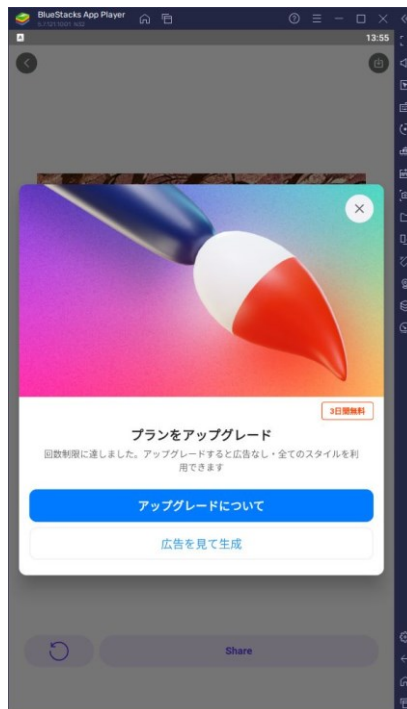 BlueStacks App Player
13:55
3日間無料
プランをアップグレード
回数制限に達しました。アップグレードすると広告なし・全てのスタイルを利
用できます
アップグレードについて
広告を見て生成
Share